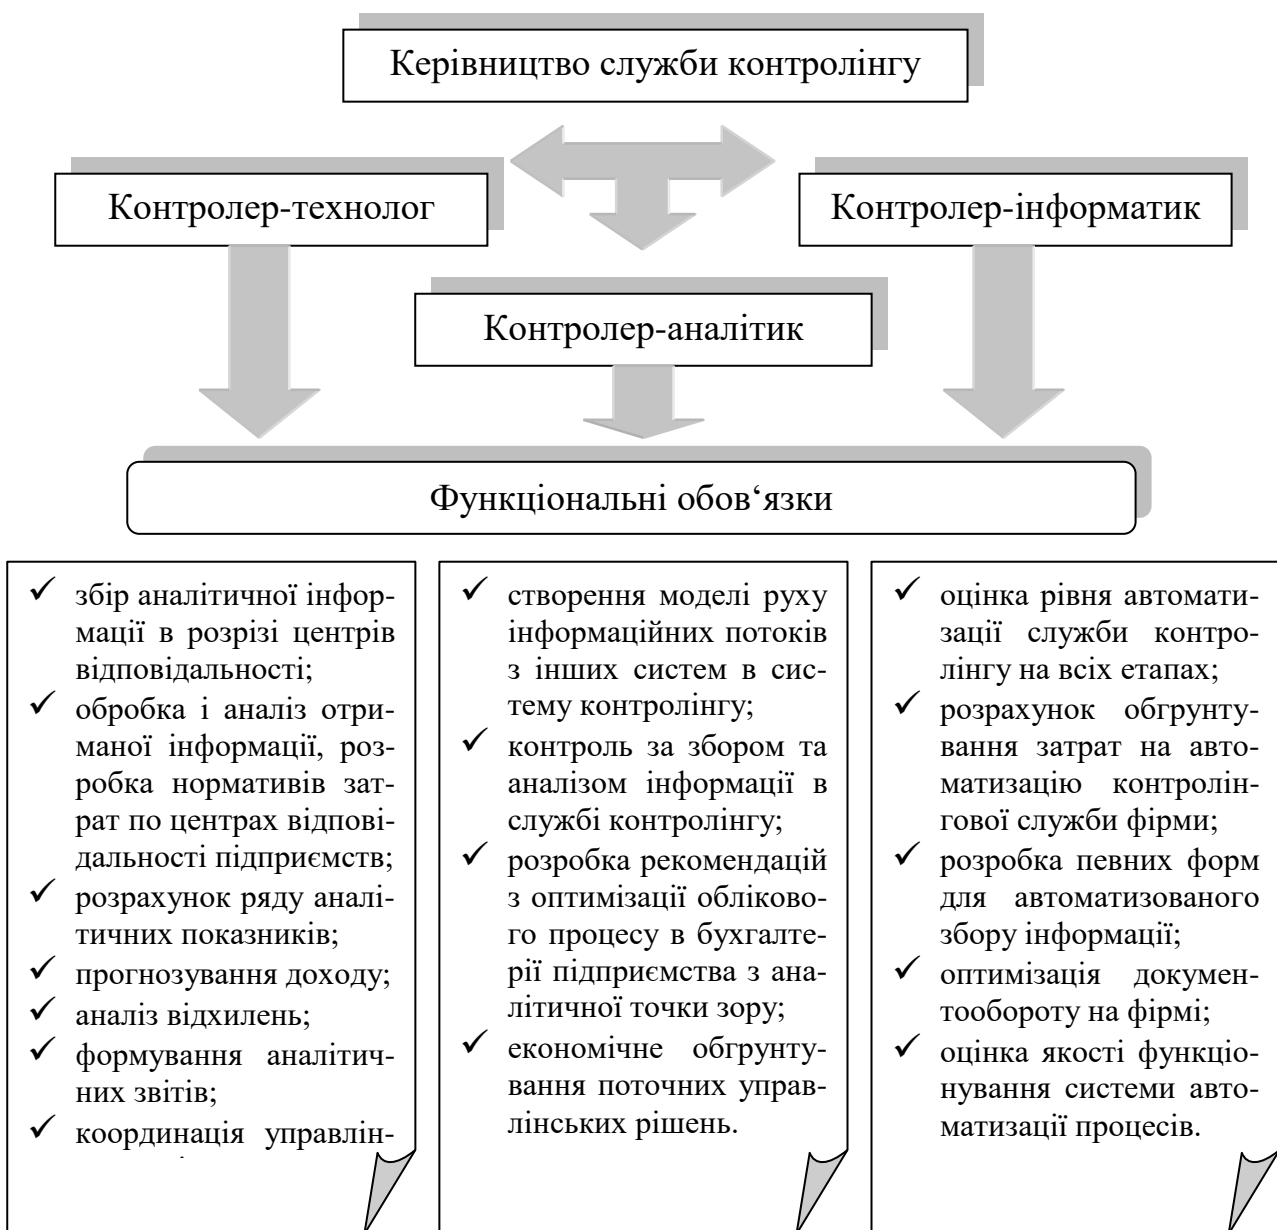 Керівництво служби контролінгу
Контролер-технолог
Контролер-інформатик
Контролер-аналітик
Функціональні обов‘язки
збір аналітичної інфор-
мації в розрізі центрів
відповідальності;
обробка і аналіз отри-
маної інформації, роз-
робка нормативів зат-
рат по центрах відпові-
дальності підприємств;
розрахунок ряду аналі-
тичних показників;
прогнозування доходу;
аналіз відхилень;
формування аналітич-
них звітів;
координація управлін-
створення моделі руху
інформаційних потоків
з інших систем в сис-
тему контролінгу;
контроль за збором та
аналізом інформації в
службі контролінгу;
розробка рекомендацій
з оптимізації обліково-
го процесу в бухгалте-
рії підприємства з ана-
літичної точки зору;
економічне обгрунту-
вання поточних управ-
лінських рішень.
оцінка рівня автомати-
зації служби контро-
лінгу на всіх етапах;
розрахунок обгрунту-
вання затрат на авто-
матизацію контролін-
гової служби фірми;
розробка певних форм
для автоматизованого
збору інформації;
оптимізація докумен-
тообороту на фірмі;
оцінка якості функціо-
нування системи авто-
матизації процесів.